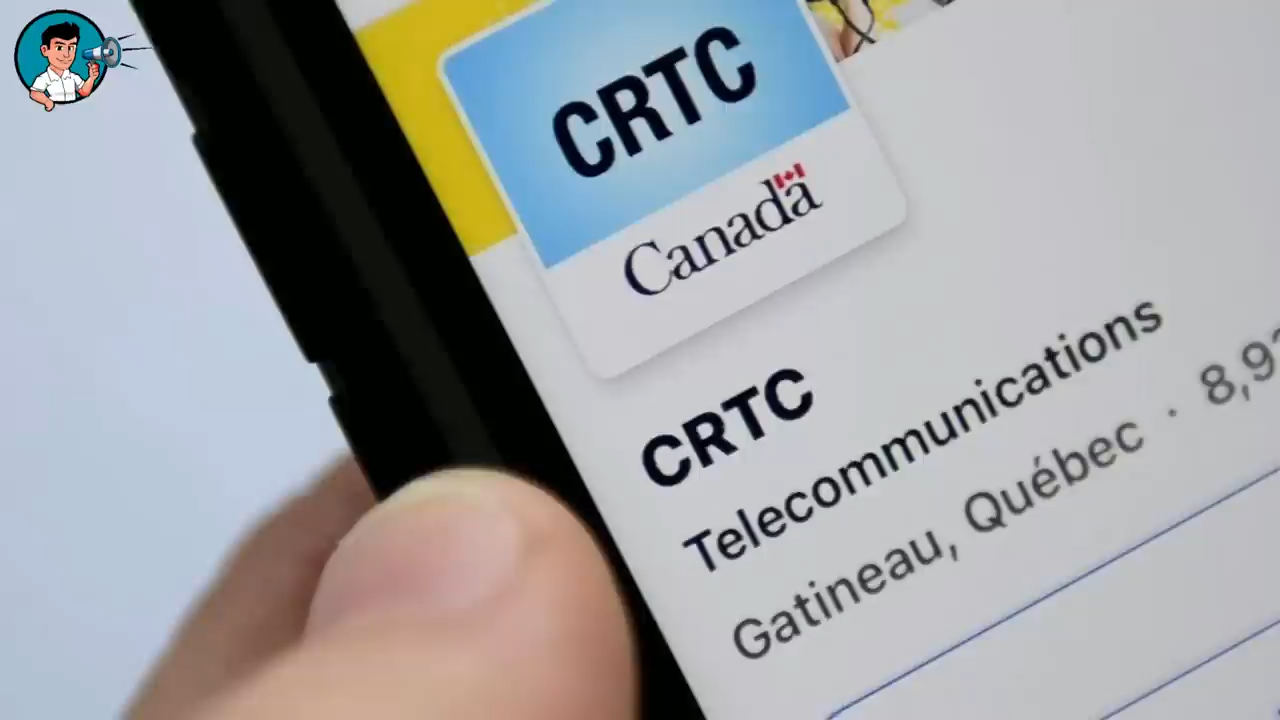 CRTC
Canada
CRTC
Telecommunications
Gatineau, Québec · 8,9